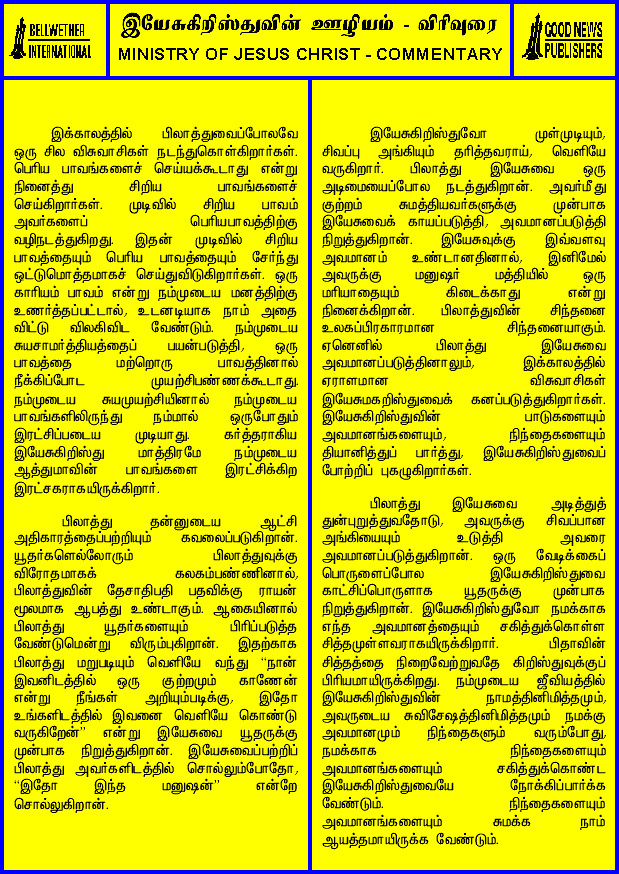 BELLWETHER
INTERNATIONAL
இயேசுகிறிஸ்துவின் ஊழியம் - விரிவுரை
MINISTRY OF JESUS CHRIST - COMMENTARY
GOOD NEWS
PUBLISHERS
இக்காலத்தில் பிலாத்துவைப்போலவே
ஒரு சில விசுவாசிகள் நடந்துகொள்கிறார்கள்.
பெரிய பாவங்களைச் செய்யக்கூடாது என்று
நினைத்து சிறிய பாவங்களைச்
செய்கிறார்கள். முடிவில் சிறிய பாவம்
அவர்களைப் பெரியபாவத்திற்கு
வழிநடத்துகிறது. இதன் முடிவில் சிறிய
பாவத்தையும் பெரிய பாவத்தையும் சேர்ந்து
ஒட்டுமொத்தமாகச் செய்துவிடுகிறார்கள். ஒரு
காரியம் பாவம் என்று நம்முடைய மனத்திற்கு
உணர்த்தப்பட்டால், உடனடியாக நாம் அதை
விட்டு விலகிவிட வேண்டும். நம்முடைய
சுயசாமர்த்தியத்தைப் பயன்படுத்தி, ஒரு
பாவத்தை மற்றொரு பாவத்தினால்
நீக்கிப்போட முயற்சிபண்ணக்கூடாது.
நம்முடைய சுயமுயற்சியினால் நம்முடைய
பாவங்களிலிருந்து நம்மால் ஒருபோதும்
இரட்சிப்படைய முடியாது. கர்த்தராகிய
இயேசுகிறிஸ்து மாத்திரமே நம்முடைய
ஆத்துமாவின் பாவங்களை இரட்சிக்கிற
இரட்சகராகயிருக்கிறார்.
பிலாத்து தன்னுடைய ஆட்சி
அதிகாரத்தைப்பற்றியும் கவலைப்படுகிறான்.
யூதர்களெல்லோரும் பிலாத்துவுக்கு
விரோதமாகக் கலகம்பண்ணினால்,
பிலாத்துவின் தேசாதிபதி பதவிக்கு ராயன்
மூலமாக ஆபத்து உண்டாகும். ஆகையினால்
பிலாத்து யூதர்களையும் பிரிப்படுத்த
வேண்டுமென்று விரும்புகிறான். இதற்காக
பிலாத்து மறுபடியும் வெளியே வந்து "நான்
இவனிடத்தில் ஒரு குற்றமும் காணேன்
என்று நீங்கள் அறியும்படிக்கு, இதோ
உங்களிடத்தில் இவனை வெளியே கொண்டு
வருகிறேன்" என்று இயேசுவை யூதருக்கு
முன்பாக நிறுத்துகிறான். இயேசுவைப்பற்றிப்
பிலாத்து அவர்களிடத்தில் சொல்லும்போதோ,
"இதோ இந்த மனுஷன்" என்றே
சொல்லுகிறான்.
இயேசுகிறிஸ்துவோ முள்முடியும்,
சிவப்பு அங்கியும் தரித்தவராய், வெளியே
வருகிறார். பிலாத்து இயேசுவை ஒரு
அடிமையைப்போல நடத்துகிறான். அவர்மீது
குற்றம் சுமத்தியவர்களுக்கு முன்பாக
இயேசுவைக் காயப்படுத்தி, அவமானப்படுத்தி
நிறுத்துகிறான். இயேசுவுக்கு இவ்வளவு
அவமானம் உண்டானதினால், இனிமேல்
அவருக்கு மனுஷர் மத்தியில் ஒரு
மரியாதையும் கிடைக்காது என்று
நினைக்கிறான். பிலாத்துவின் சிந்தனை
உலகப்பிரகாரமான சிந்தனையாகும்.
ஏனெனில் பிலாத்து இயேசுவை
அவமானப்படுத்தினாலும், இக்காலத்தில்
ஏராளமான விசுவாசிகள்
இயேசுமகறிஸ்துவைக் கனப்படுத்துகிறார்கள்.
இயேசுகிறிஸ்துவின் பாடுகளையும்
அவமானங்களையும், நிந்தைகளையும்
தியானித்துப் பார்த்து, இயேசுகிறிஸ்துவைப்
போற்றிப் புகழுகிறார்கள்.
பிலாத்து இயேசுவை அடித்துத்
துன்புறுத்துவதோடு, அவருக்கு சிவப்பான
அங்கியையும் உடுத்தி அவரை
அவமானப்படுத்துகிறான். ஒரு வேடிக்கைப்
பொருளைப்போல இயேசுகிறிஸ்துவை
காட்சிப்பொருளாக யூதருக்கு முன்பாக
நிறுத்துகிறான். இயேசுகிறிஸ்துவோ நமக்காக
எந்த அவமானத்தையும் சகித்துக்கொள்ள
சித்தமுள்ளவராகயிருக்கிறார். பிதாவின்
சித்தத்தை நிறைவேற்றுவதே கிறிஸ்துவுக்குப்
பிரியமாயிருக்கிறது. நம்முடைய ஜீவியத்தில்
இயேசுகிறிஸ்துவின் நாமத்தினிமித்தமும்,
அவருடைய சுவிசேஷத்தினிமித்தமும் நமக்கு
அவமானமும் நிந்தைகளும் வரும்போது,
நமக்காக நிந்தைகளையும்
அவமானங்களையும் சகித்துக்கொண்ட
இயேசுகிறிஸ்துவையே நோக்கிப்பார்க்க
வேண்டும். நிந்தைகளையும்
அவமானங்களையும் சுமக்க நாம்
ஆயத்தமாயிருக்க வேண்டும்.